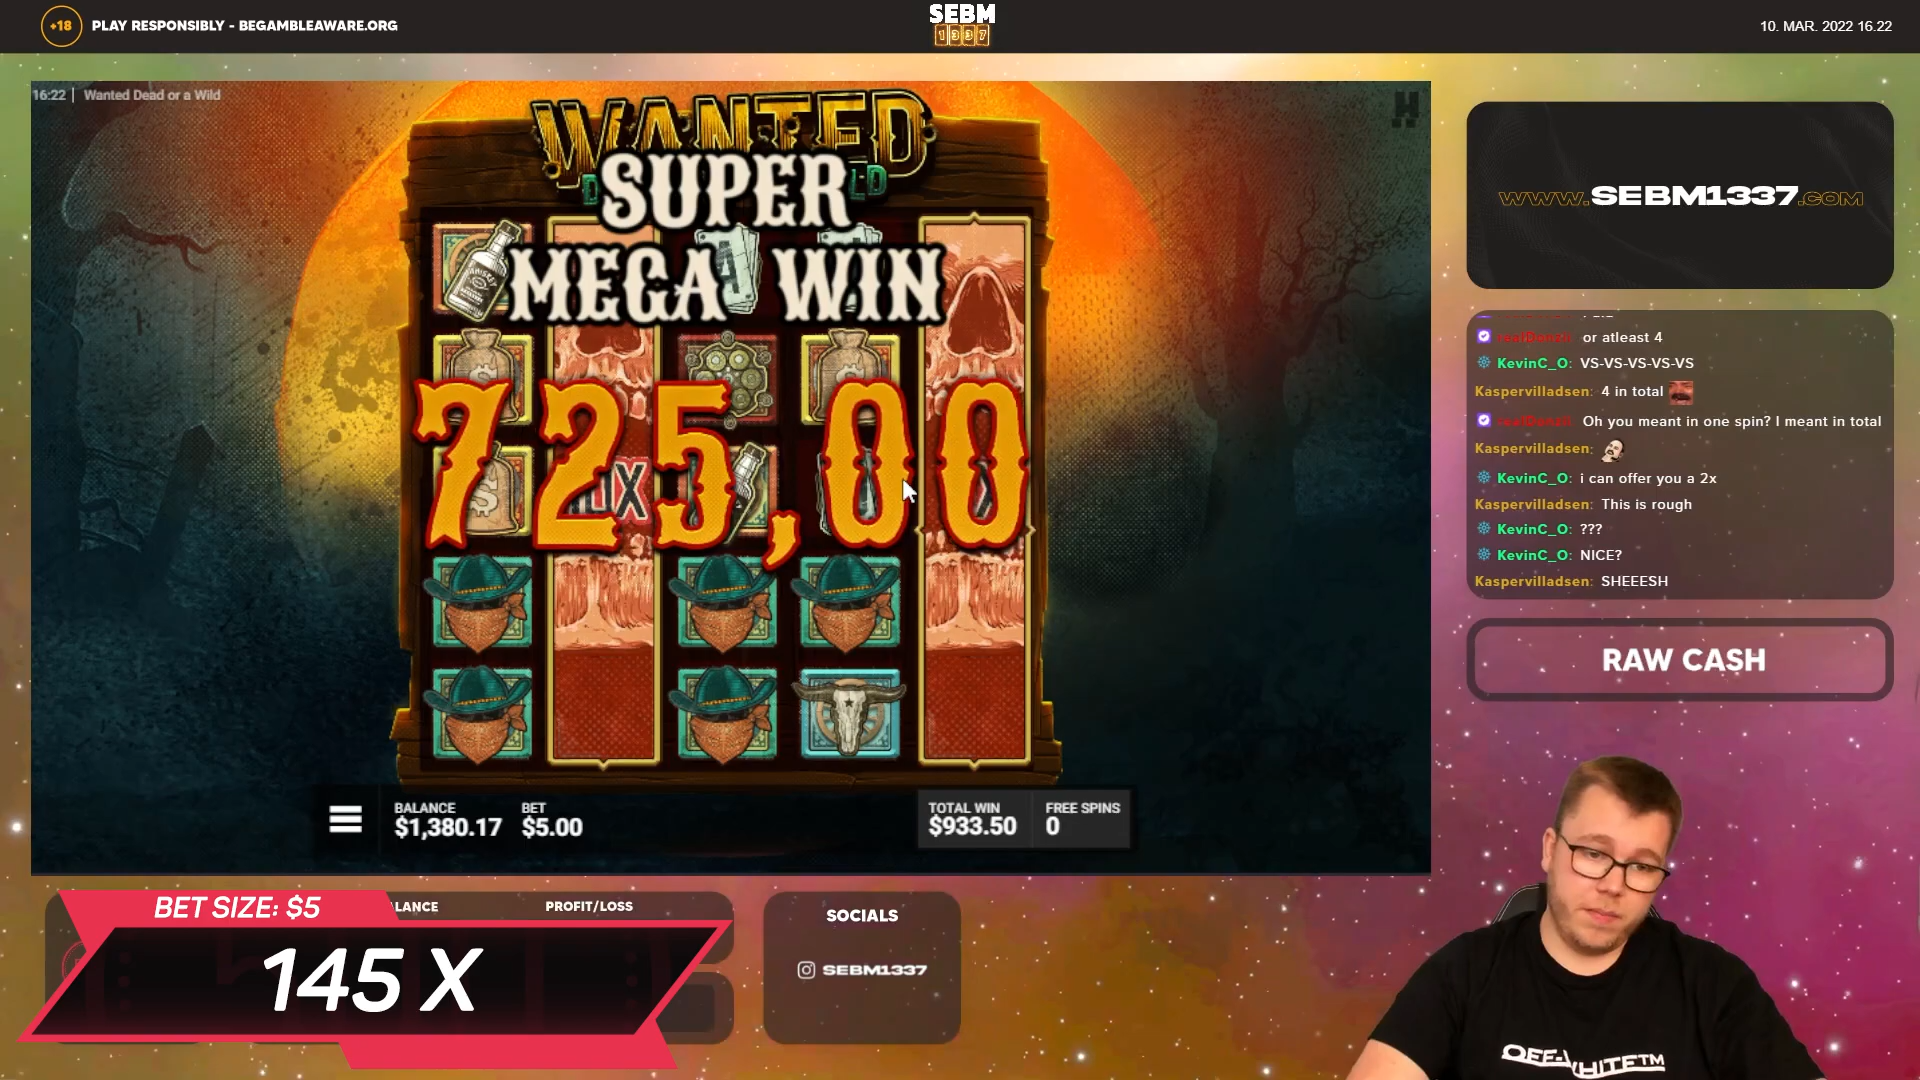 +18 PLAY RESPONSIBLY - BEGAMBLEAWARE.ORG
SEBM
1337
10. MAR. 2022 16.22
16:22 | Wanted Dead or a Wild
WANTED
SUPER
MEGA WIN
725,00
BALANCE
$1,380.17
BET
$5.00
TOTAL WIN
$933.50
FREE SPINS
0
WWW.SEBM1337.COM
or atleast 4
KevinC_O: VS-VS-VS-VS-VS
Kaspervilladsen: 4 in total
Oh you meant in one spin? I meant in total
Kaspervilladsen:
KevinC_O: i can offer you a 2x
Kaspervilladsen: This is rough
KevinC_O: ???
KevinC_O: NICE?
Kaspervilladsen: SHEEESH
RAW CASH
BET SIZE: $5
145 X
PROFIT/LOSS
SOCIALS
SEBM1337
OFF-WHITE™